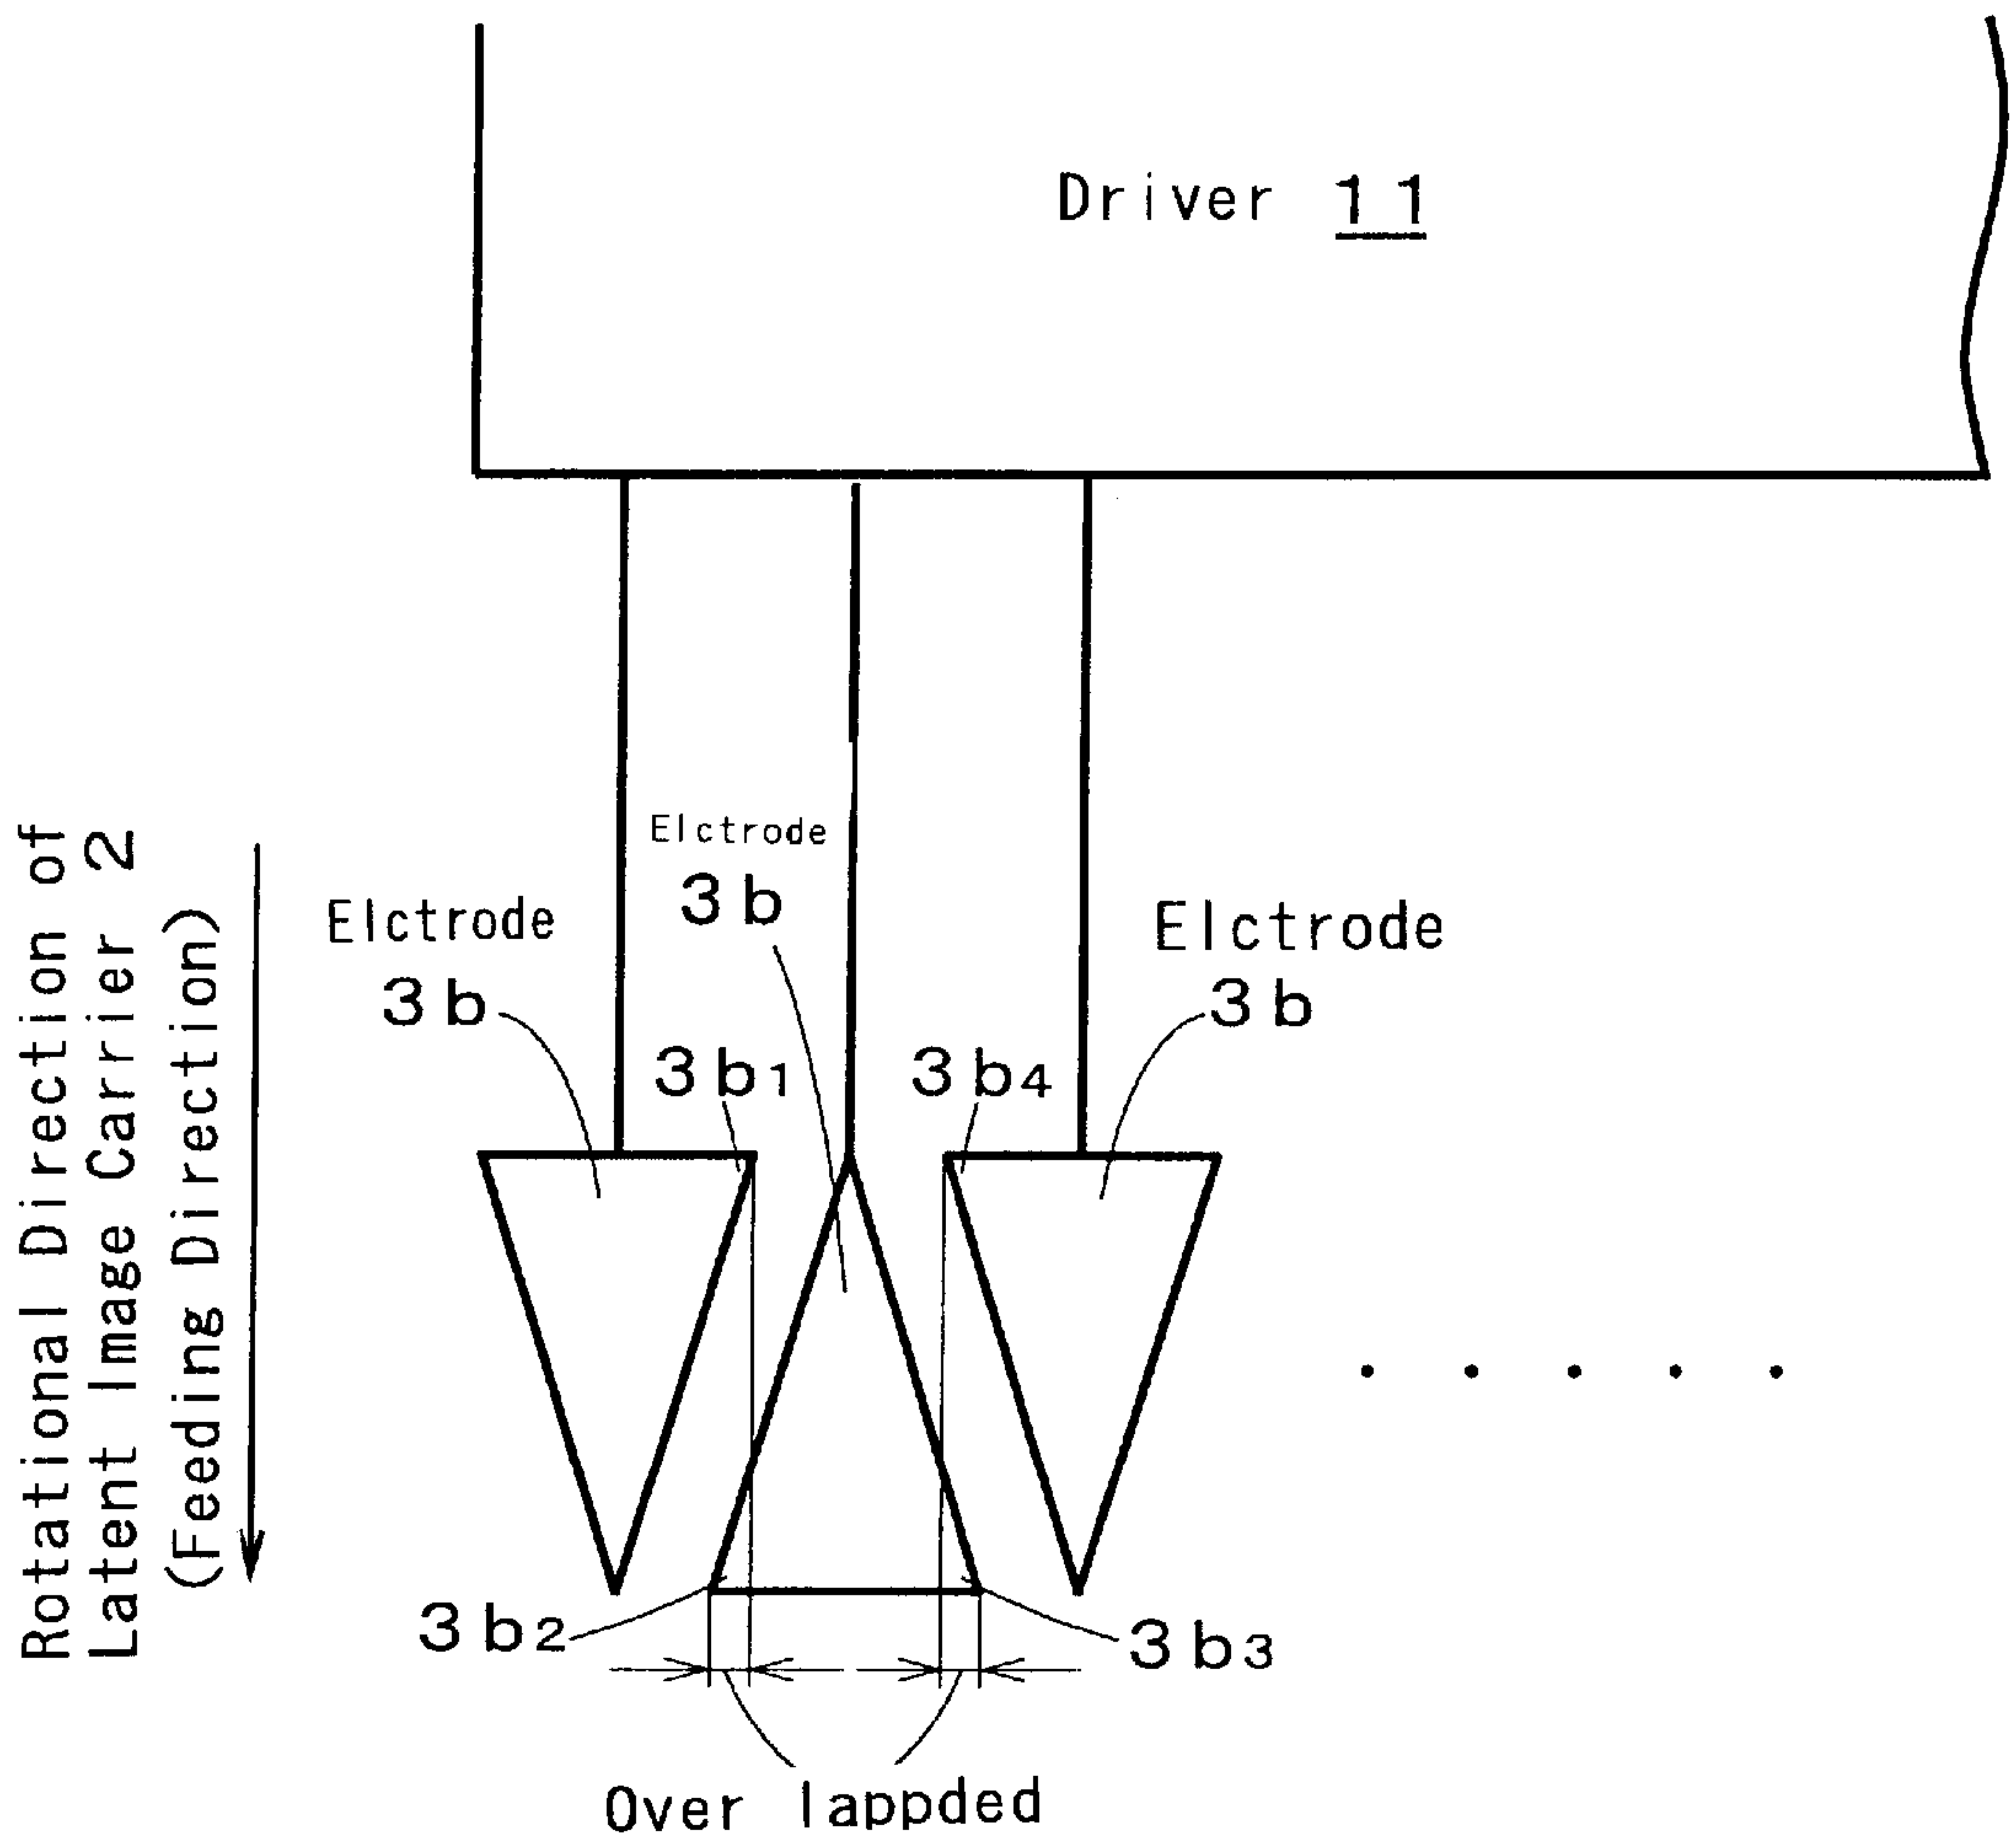 Driver 11
Rotational Direction of
Latent Image Carrier 2
(Feeding Direction)
Elctrode
3b
Elctrode
3b
Elctrode
3b
3b1
3b4
3b2
3b3
Over lappded